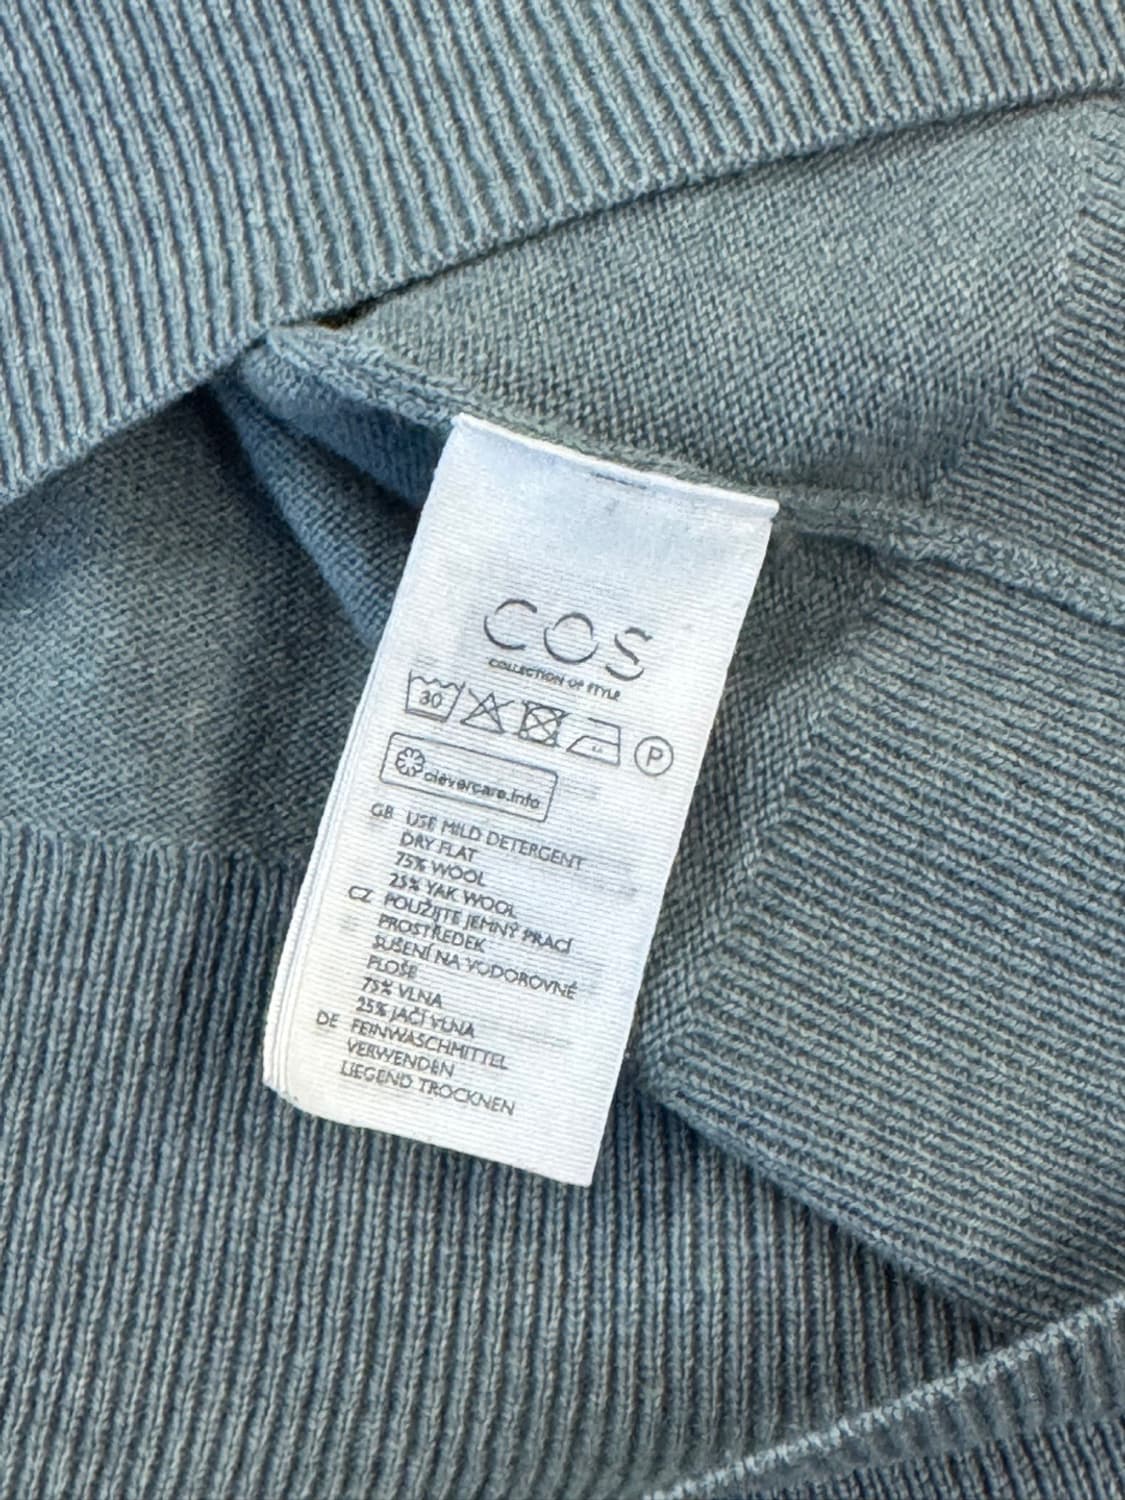 COS
COLLECTION OF STYLE
30
P
clevercare.info
GB USE MILD DETERGENT
DRY FLAT
75% WOOL
25% YAK WOOL
CZ POUŽIJTE JEMNÝ PRACÍ
PROSTŘEDEK
SUŠENÍ NA VODOROVNÉ
PLOŠE
75% VLNA
25% JAČÍ VLNA
DE FEINWASCHMITTEL
VERWENDEN
LIEGEND TROCKNEN